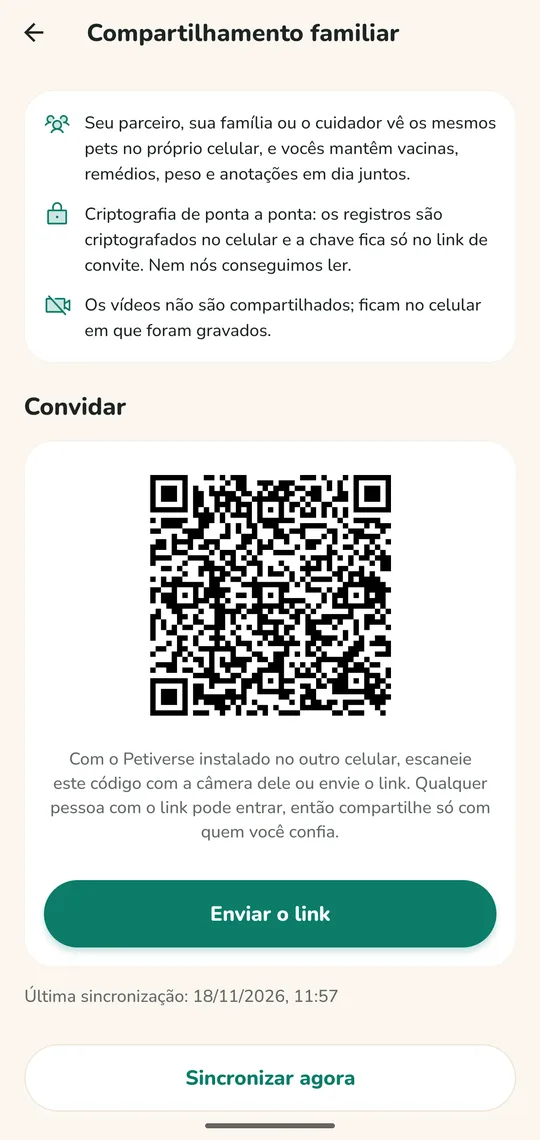 Compartilhamento familiar
Seu parceiro, sua família ou o cuidador vê os mesmos
pets no próprio celular, e vocês mantêm vacinas,
remédios, peso e anotações em dia juntos.
Criptografia de ponta a ponta: os registros são
criptografados no celular e a chave fica só no link de
convite. Nem nós conseguimos ler.
Os vídeos não são compartilhados; ficam no celular
em que foram gravados.
Convidar
Com o Petiverse instalado no outro celular, escaneie
este código com a câmera dele ou envie o link. Qualquer
pessoa com o link pode entrar, então compartilhe só com
quem você confia.
Enviar o link
Última sincronização: 18/11/2026, 11:57
Sincronizar agora